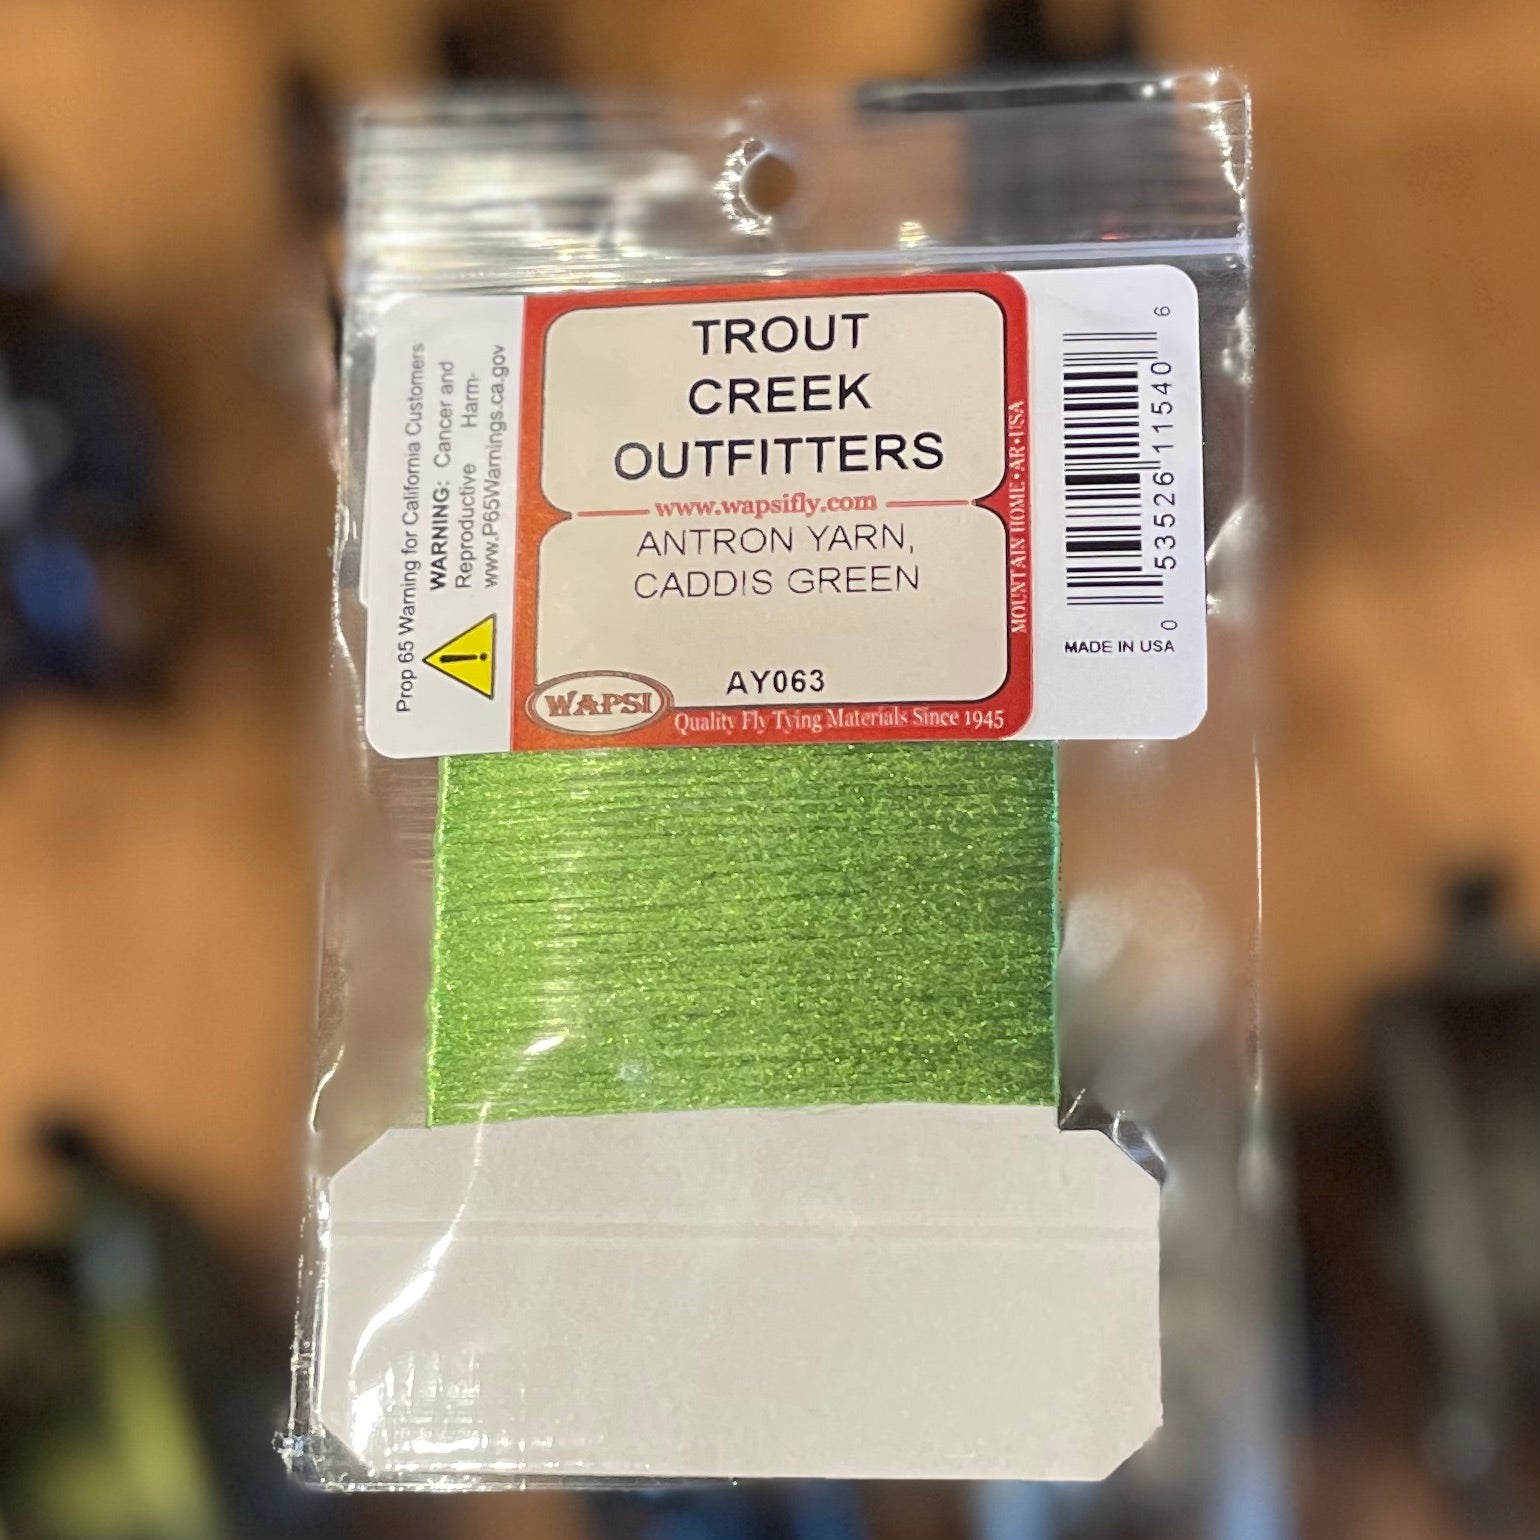 Prop 65 Warning for California Customers
WARNING: Cancer and
Reproductive Harm-
www.P65Warnings.ca.gov
TROUT
CREEK
OUTFITTERS
www.wapsifly.com
ANTRON YARN,
CADDIS GREEN
AY063
WAPSI
Quality Fly Tying Materials Since 1945
MOUNTAIN HOME•AR•USA
0 53526 11540 6
MADE IN USA